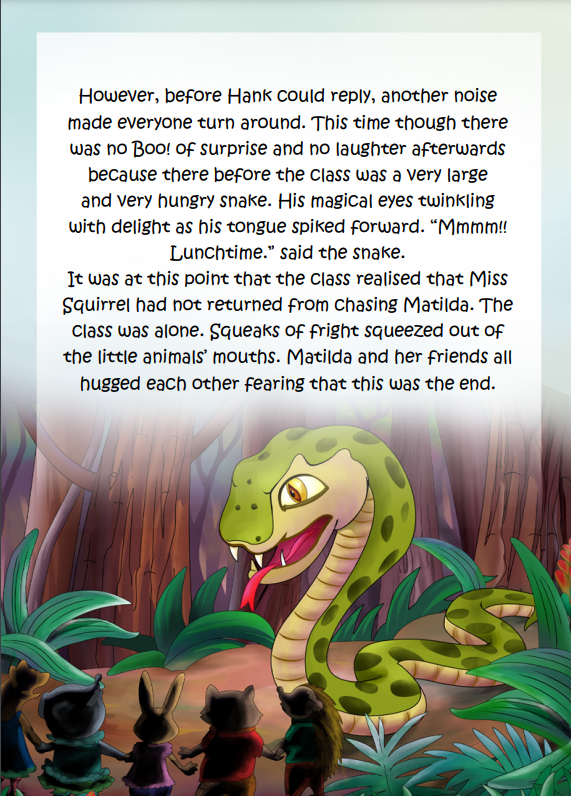 However, before Hank could reply, another noise
made everyone turn around. This time though there
was no Boo! of surprise and no laughter afterwards
because there before the class was a very large
and very hungry snake. His magical eyes twinkling
with delight as his tongue spiked forward. “Mmmm!!
Lunchtime.” said the snake.
It was at this point that the class realised that Miss
Squirrel had not returned from chasing Matilda. The
class was alone. Squeaks of fright squeezed out of
the little animals’ mouths. Matilda and her friends all
hugged each other fearing that this was the end.